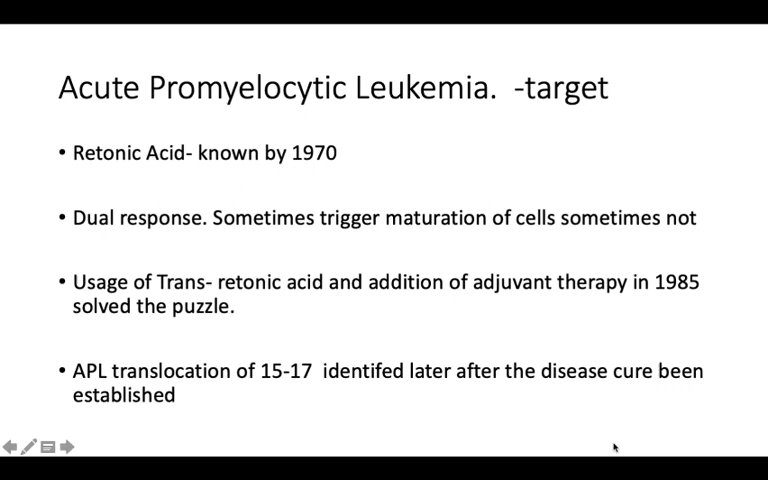 Acute Promyelocytic Leukemia.  -target
• Retonic Acid- known by 1970
• Dual response. Sometimes trigger maturation of cells sometimes not
• Usage of Trans- retonic acid and addition of adjuvant therapy in 1985
solved the puzzle.
• APL translocation of 15-17  identifed later after the disease cure been
established